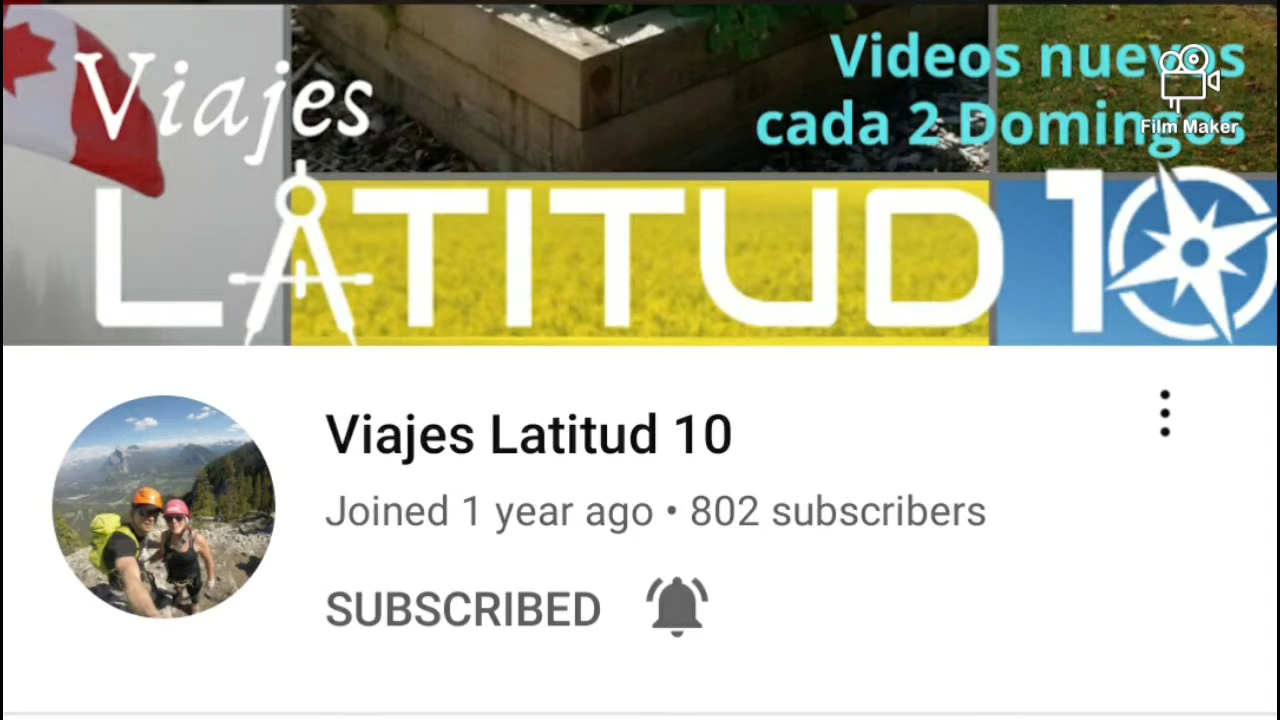 Viajes
Videos nuevos
cada 2 Domingos
Film Maker
LATITUD 10
Viajes Latitud 10
Joined 1 year ago • 802 subscribers
SUBSCRIBED